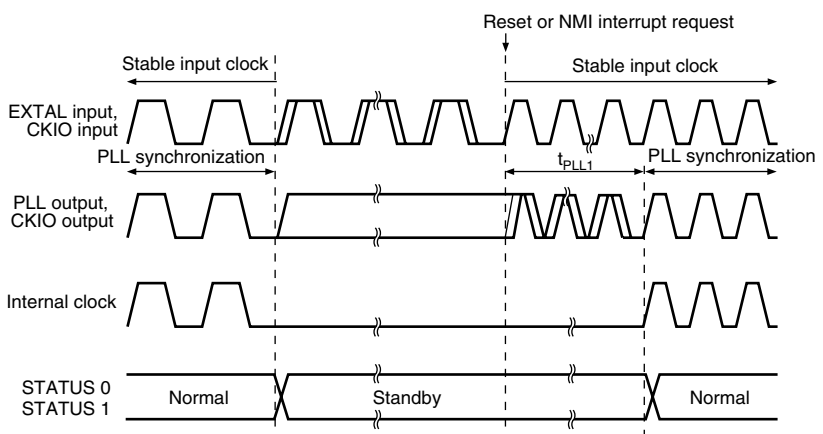 Reset or NMI interrupt request
Stable input clock
Stable input clock
EXTAL input,
CKIO input
PLL synchronization
tPLL1
PLL synchronization
PLL output,
CKIO output
Internal clock
STATUS 0
STATUS 1
Normal
Standby
Normal